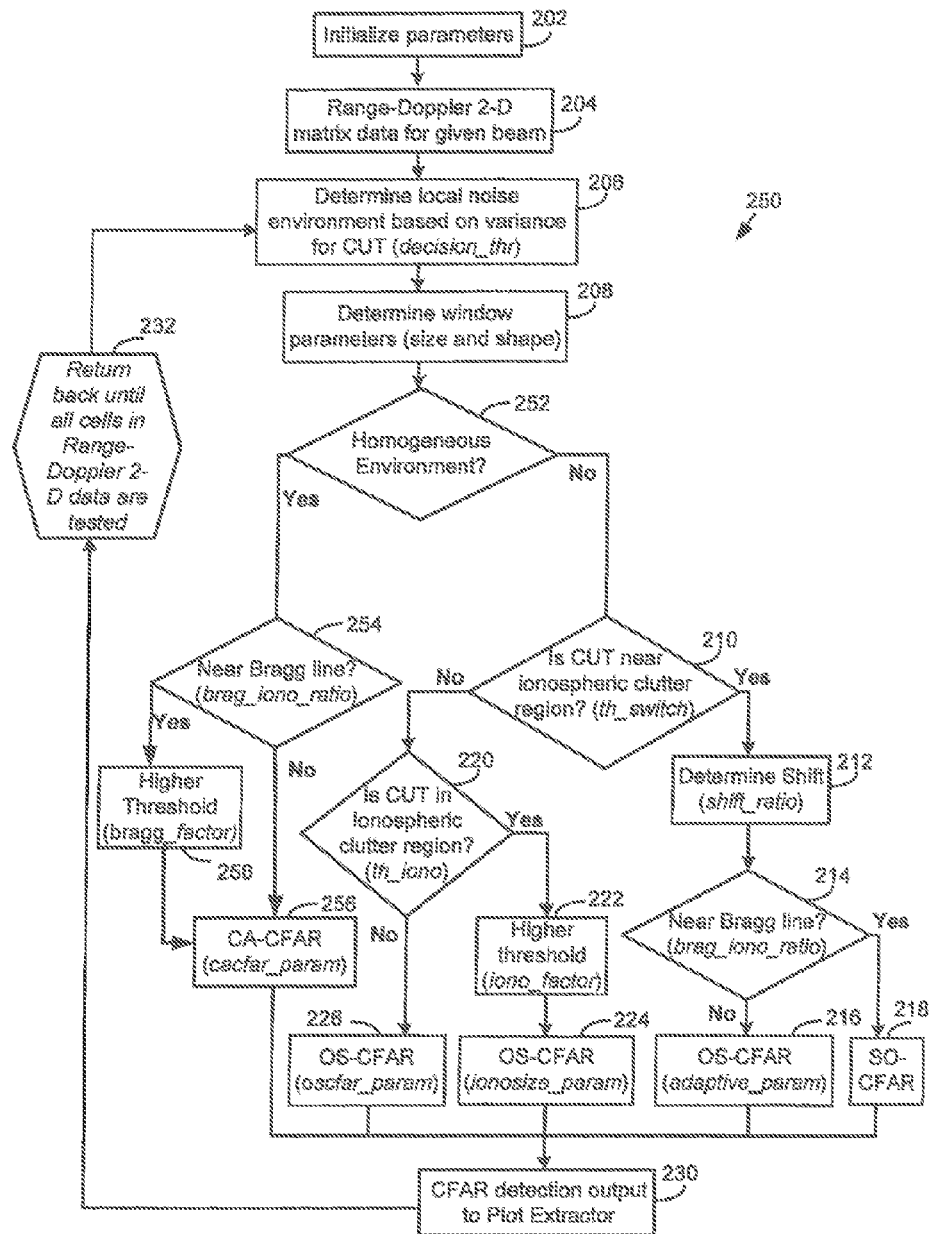 Initialize parameters
202
Range-Doppler 2-D
matrix data for given beam
204
Determine local noise
environment based on variance
for CUT (decision_thr)
206
250
Determine window
parameters (size and shape)
208
232
Return
back until
all cells in
Range-
Doppler 2-
D data are
tested
252
Homogeneous
Environment?
Yes
No
254
Near Bragg line?
(brag_iono_ratio)
Yes
No
210
Is CUT near
ionospheric clutter
region? (th_switch)
No
Yes
Higher
Threshold
(bragg_factor)
258
220
Is CUT in
Ionospheric
clutter region?
(th_iono)
Yes
No
Determine Shift
(shift_ratio)
212
256
CA-CFAR
(cacfar_param)
222
Higher
threshold
(iono_factor)
214
Near Bragg line?
(brag_iono_ratio)
Yes
No
226
OS-CFAR
(oscfar_param)
224
OS-CFAR
(ionosize_param)
216
OS-CFAR
(adaptive_param)
218
SO-
CFAR
CFAR detection output
to Plot Extractor
230